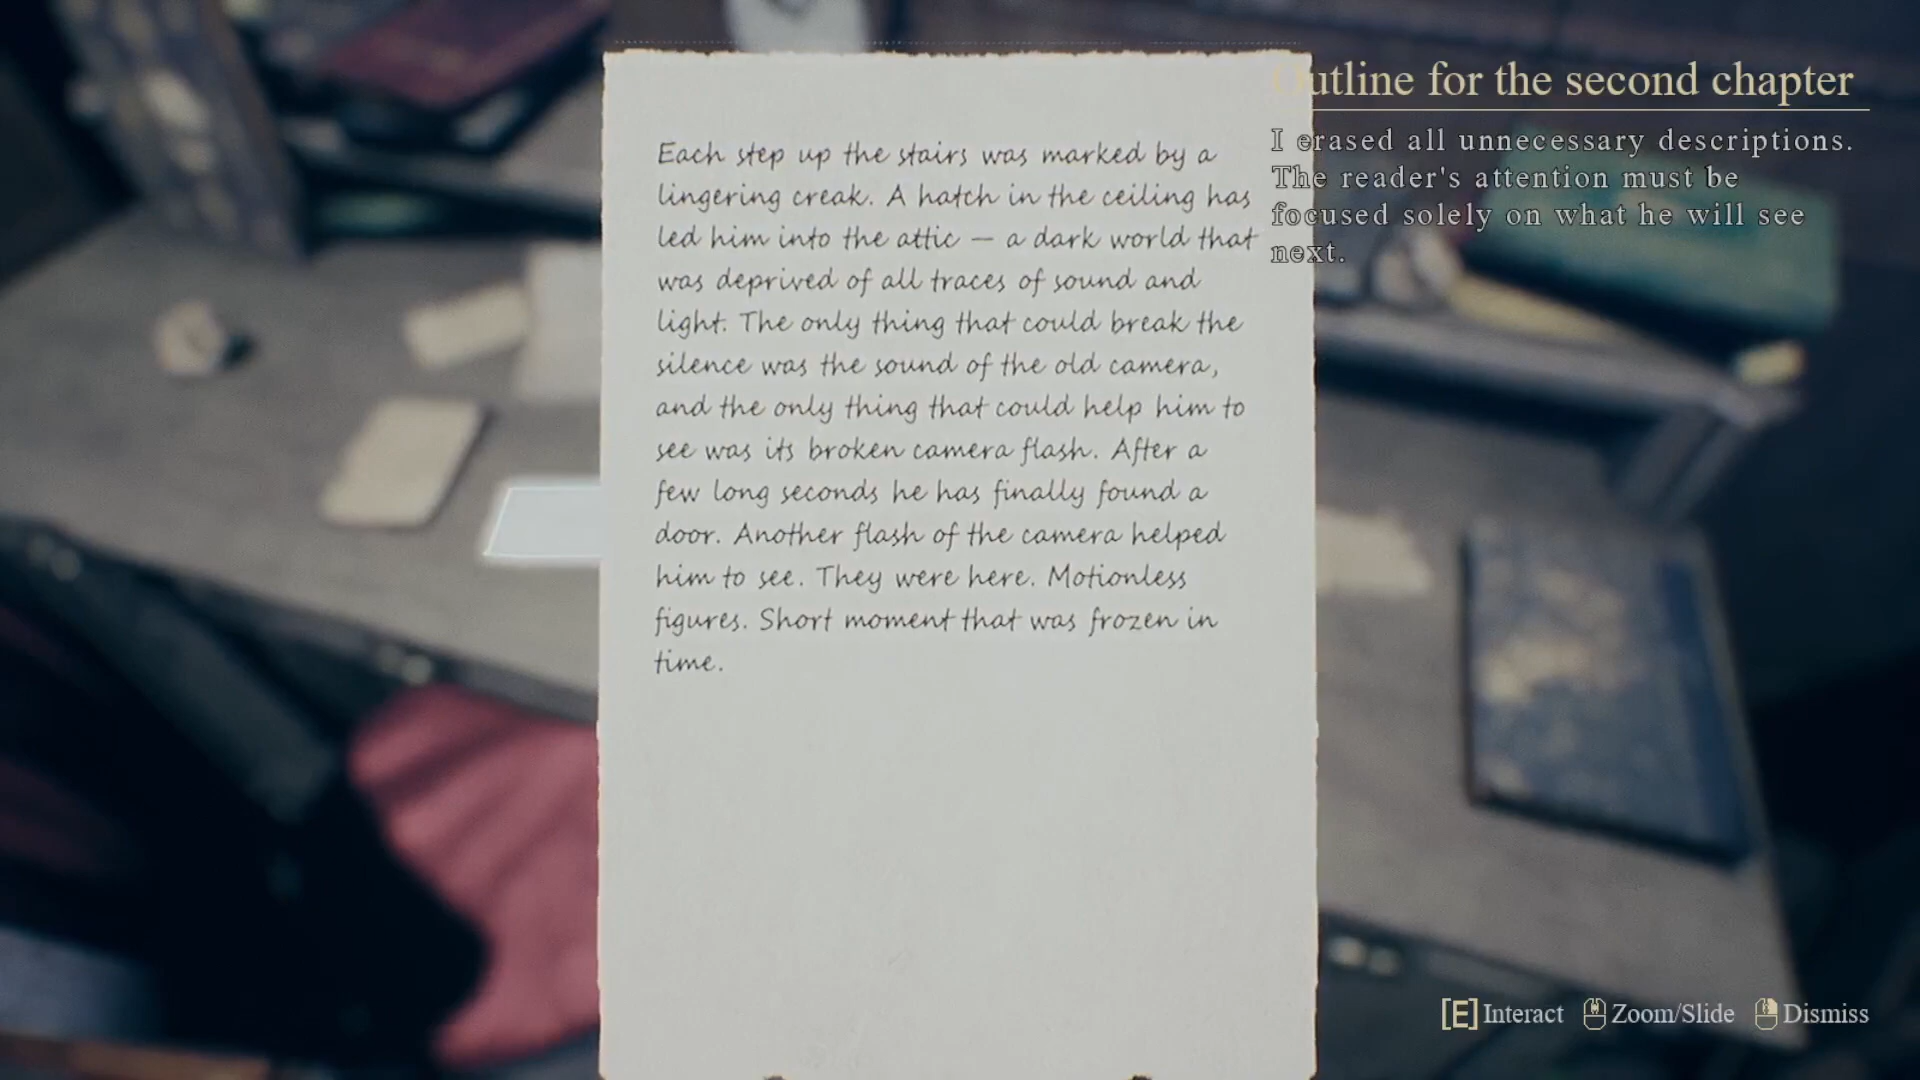 Each step up the stairs was marked by a
lingering creak. A hatch in the ceiling has
led him into the attic – a dark world that
was deprived of all traces of sound and
light. The only thing that could break the
silence was the sound of the old camera,
and the only thing that could help him to
see was its broken camera flash. After a
few long seconds he has finally found a
door. Another flash of the camera helped
him to see. They were here. Motionless
figures. Short moment that was frozen in
time.
Outline for the second chapter
I erased all unnecessary descriptions.
The reader's attention must be
focused solely on what he will see
next.
[E] Interact Zoom/Slide Dismiss